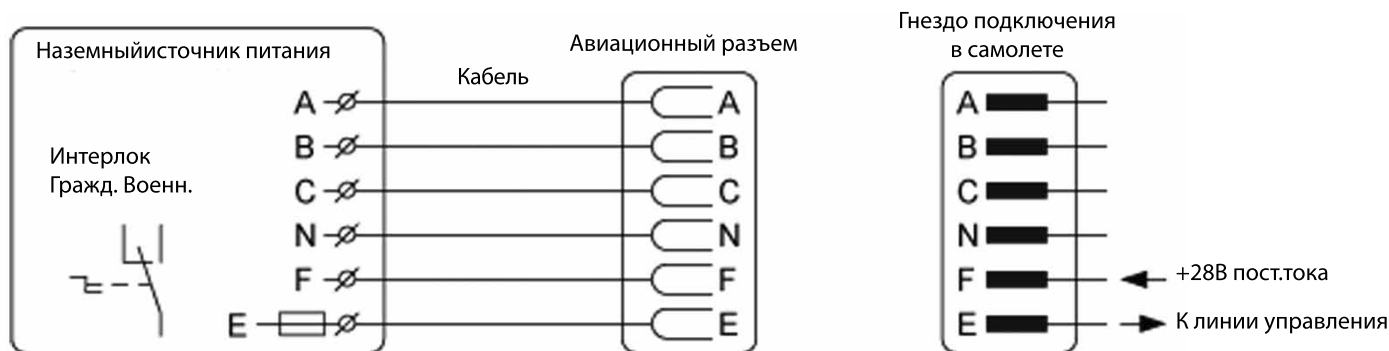 Наземныйисточник питания
Кабель
Авиационный разъем
Гнездо подключения
в самолете
Интерлок
Гражд. Военн.
A A A
B B B
C C C
N N N
F F F +28В пост.тока
E E E К линии управления